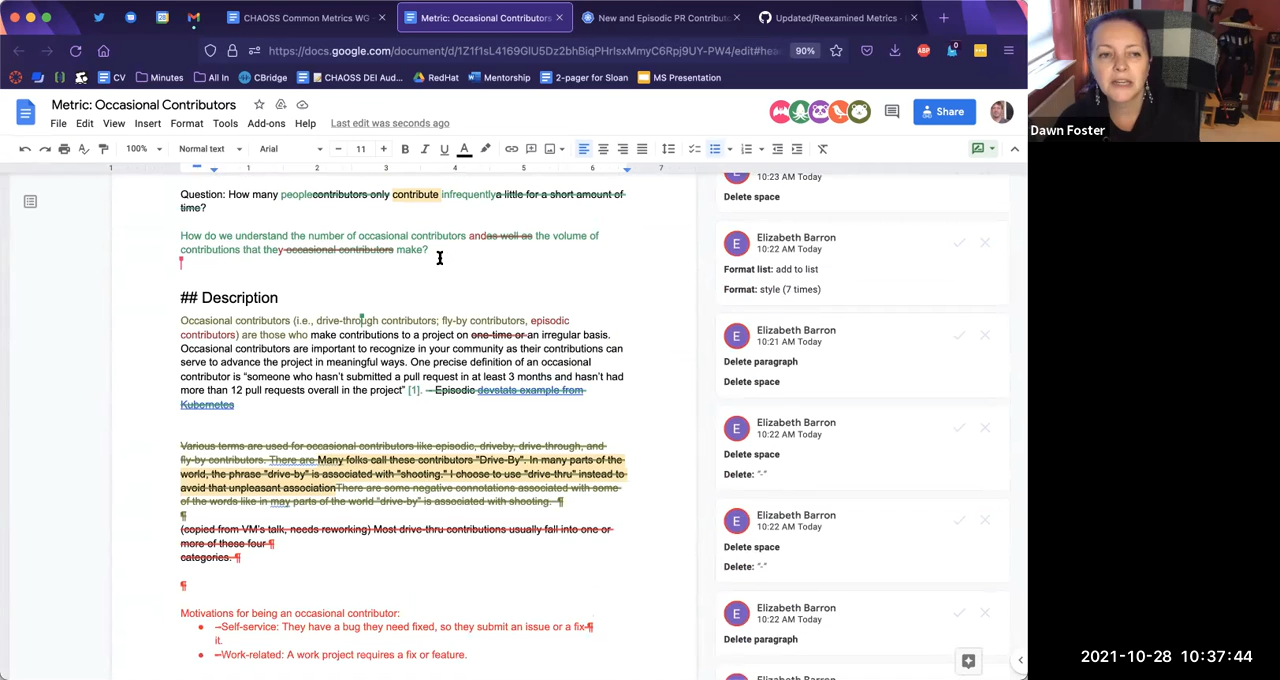 CHAOSS Common Metrics WG -
Metric: Occasional Contributors
New and Episodic PR Contribut
Updated/Reexamined Metrics -
https://docs.google.com/document/d/1Z1f1sL4169GlU5Dz2bhBiqPHrIsxMmyC6Rpj9UY-PW4/edit#hea
90%
ABP
0
CV
Minutes
All In
CBridge
CHAOSS DEI Aud...
RedHat
Mentorship
2-pager for Sloan
MS Presentation
Metric: Occasional Contributors
File Edit View Format Tools Add-ons Help Last edit was seconds ago
Share
100% Normal text Arial 11
1 1 2 3 4 5 6 7
Question: How many peoplecontributors only contribute infrequentlya little for a short amount of
time?
How do we understand the number of occasional contributors andas well as the volume of
contributions that they occasional contributors make?
## Description
Occasional contributors (i.e., drive-through contributors; fly-by contributors, episodic
contributors) are those who make contributions to a project on one-time or an irregular basis.
Occasional contributors are important to recognize in your community as their contributions can
serve to advance the project in meaningful ways. One precise definition of an occasional
contributor is “someone who hasn’t submitted a pull request in at least 3 months and hasn’t had
more than 12 pull requests overall in the project” [1]. - Episodic devstats example from
Kubernetes
Various terms are used for occasional contributors like episodic, driveby, drive-through, and
fly-by contributors. There are Many folks call these contributors "Drive-By". In many parts of the
world, the phrase "drive-by" is associated with "shooting." I choose to use "drive-thru" instead to
avoid that unpleasant associationThere are some negative connotations associated with some
of the words like in may parts of the world “drive-by” is associated with shooting. ¶
¶
(copied from VM’s talk, needs reworking) Most drive-thru contributions usually fall into one or
more of these four ¶
categories. ¶
¶
Motivations for being an occasional contributor:
● -Self-service: They have a bug they need fixed, so they submit an issue or a fix ¶
it.
● -Work-related: A work project requires a fix or feature.
10:23 AM Today
Delete space
E
Elizabeth Barron
10:22 AM Today
Format list: add to list
Format: style (7 times)
E
Elizabeth Barron
10:21 AM Today
Delete paragraph
Delete space
E
Elizabeth Barron
10:22 AM Today
Delete space
Delete: “-”
E
Elizabeth Barron
10:22 AM Today
Delete space
Delete: “-”
E
Elizabeth Barron
10:22 AM Today
Delete paragraph
Elizabeth Barron
Dawn Foster
2021-10-28 10:37:44